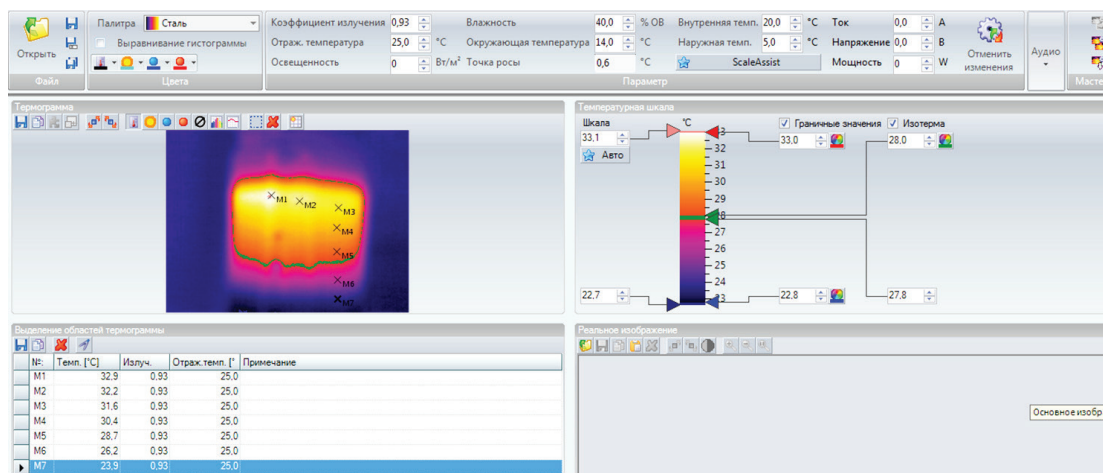 Палитра Сталь Коэффициент излучения 0,93 Влажность 40,0 % ОВ Внутренняя темп. 20,0 °C Ток 0,0 А
Открыть Выравнивание гистограммы Отраж. температура 25,0 °C Окружающая температура 14,0 °C Наружная темп. 5,0 °C Напряжение 0,0 В Отменить изменения Аудио
Освещенность 0 Вт/м² Точка росы 0,6 °C ScaleAssist Мощность 0 W
Файл Цвета Параметр Масте
Термограмма
M1
M2
M3
M4
M5
M6
M7
Температурная шкала
Шкала °C Граничные значения Изотерма
33,1 33,0 28,0
Авто
32
31
30
29
28
27
26
25
24
23
22,7 22,8 27,8
Выделение областей термограммы
№: Темп. [°C] Излуч. Отраж.темп. [° Примечание
M1 32,9 0,93 25,0
M2 32,2 0,93 25,0
M3 31,6 0,93 25,0
M4 30,4 0,93 25,0
M5 28,7 0,93 25,0
M6 26,2 0,93 25,0
M7 23,9 0,93 25,0
Реальное изображение
Основное изобр